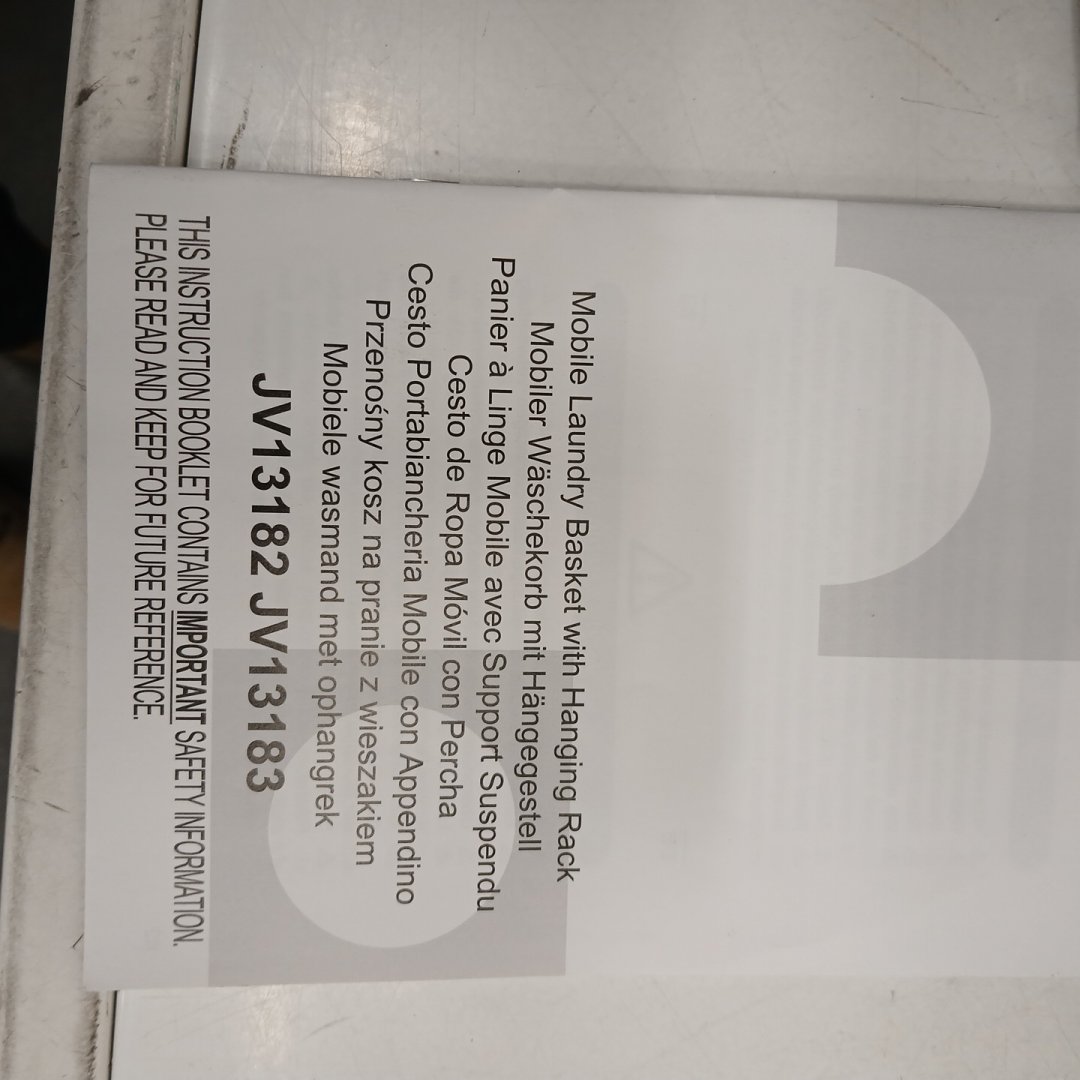 Mobile Laundry Basket with Hanging Rack
Mobiler Wäschekorb mit Hängegestell
Panier à Linge Mobile avec Support Suspendu
Cesto de Ropa Móvil con Percha
Cesto Portabiancheria Mobile con Appendino
Przenośny kosz na pranie z wieszakiem
Mobiele wasmand met ophangrek
JV13182 JV13183
THIS INSTRUCTION BOOKLET CONTAINS IMPORTANT SAFETY INFORMATION.
PLEASE READ AND KEEP FOR FUTURE REFERENCE.